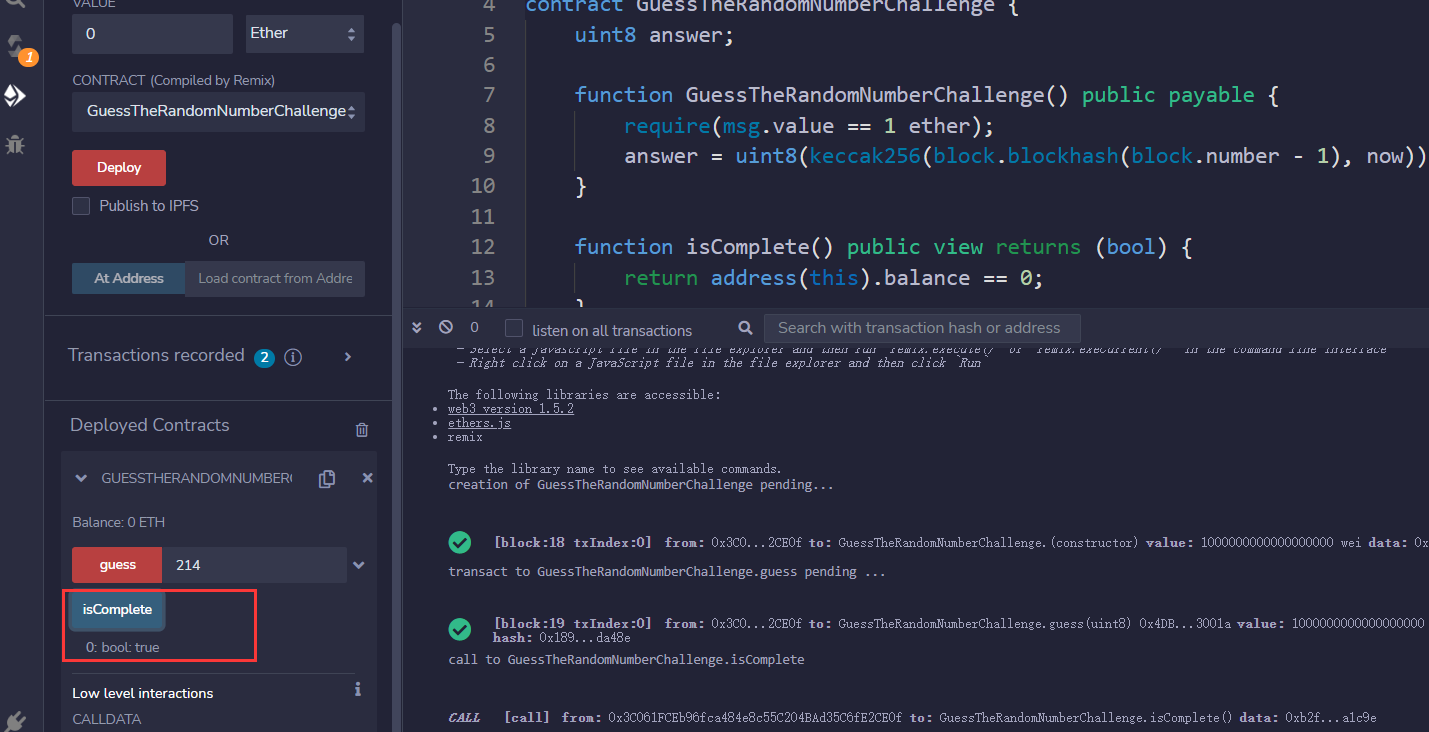 VALUE
0
Ether
1
CONTRACT (Compiled by Remix)
GuessTheRandomNumberChallenge
Deploy
Publish to IPFS
OR
At Address
Load contract from Addre
Transactions recorded 2 i
Deployed Contracts
GUESSTHERANDOMNUMBER
Balance: 0 ETH
guess
214
isComplete
0: bool: true
Low level interactions
i
CALLDATA
4 contract GuessTheRandomNumberChallenge {
5 uint8 answer;
6
7 function GuessTheRandomNumberChallenge() public payable {
8 require(msg.value == 1 ether);
9 answer = uint8(keccak256(block.blockhash(block.number - 1), now))
10 }
11
12 function isComplete() public view returns (bool) {
13 return address(this).balance == 0;
14 }
0
listen on all transactions
Search with transaction hash or address
- Select a javascript file in the file explorer and then run `remix.execute()` or `remix.exeCurrent()` in the command line interface
- Right click on a JavaScript file in the file explorer and then click `Run`
The following libraries are accessible:
• web3 version 1.5.2
• ethers.js
• remix
Type the library name to see available commands.
creation of GuessTheRandomNumberChallenge pending...
[block:18 txIndex:0] from: 0x3C0...2CE0f to: GuessTheRandomNumberChallenge.(constructor) value: 1000000000000000000 wei data: 0x
transact to GuessTheRandomNumberChallenge.guess pending ...
[block:19 txIndex:0] from: 0x3C0...2CE0f to: GuessTheRandomNumberChallenge.guess(uint8) 0x4DB...3001a value: 1000000000000000000
hash: 0x189...da48e
call to GuessTheRandomNumberChallenge.isComplete
CALL [call] from: 0x3C061FCEb96fca484e8c55C204BAd35C6fE2CE0f to: GuessTheRandomNumberChallenge.isComplete() data: 0xb2f...a1c9e